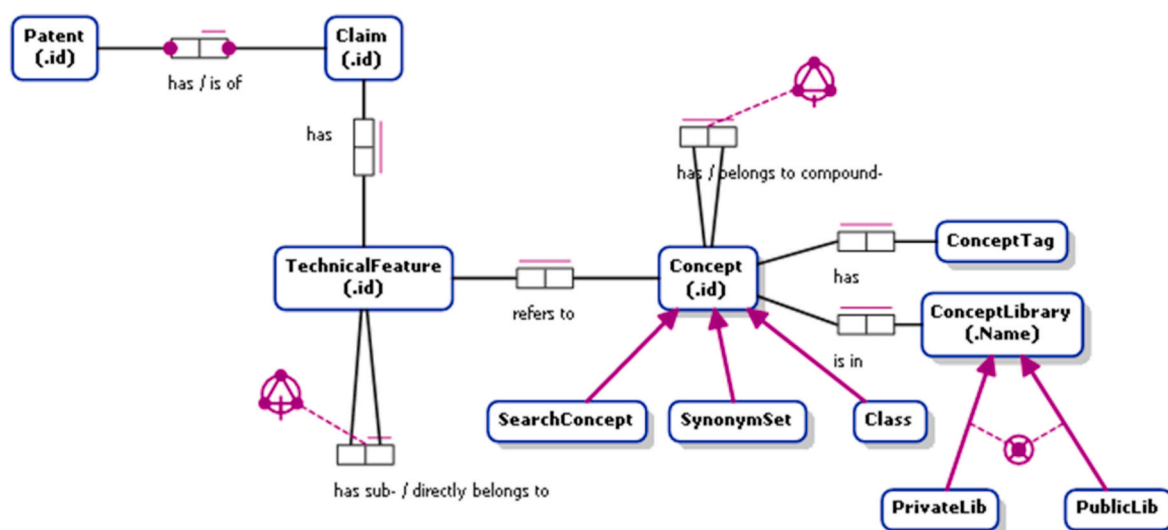 Patent
(.id)
Claim
(.id)
has / is of
has
has / belongs to compound-
TechnicalFeature
(.id)
refers to
Concept
(.id)
ConceptTag
has
ConceptLibrary
(.Name)
is in
SearchConcept
SynonymSet
Class
has sub- / directly belongs to
PrivateLib
PublicLib